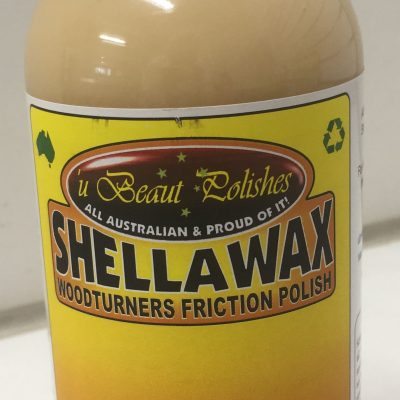 'u Beaut Polishes
ALL AUSTRALIAN & PROUD OF IT!
SHELLAWAX
WOODTURNERS FRICTION POLISH